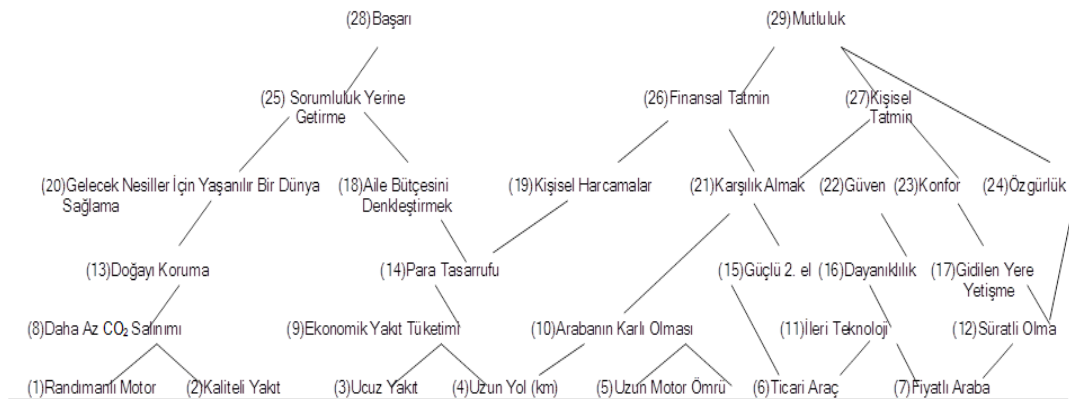 (28)Başarı
(29)Mutluluk
(25) Sorumluluk Yerine
Getirme
(26)Finansal Tatmin
(27)Kişisel
Tatmin
(20)Gelecek Nesiller İçin Yaşanılır Bir Dünya
Sağlama
(18)Aile Bütçesini
Denkleştirmek
(19)Kişisel Harcamalar
(21)Karşılık Almak
(22)Güven
(23)Konfor
(24)Özgürlük
(13)Doğayı Koruma
(14)Para Tasarrufu
(15)Güçlü 2. el
(16)Dayanıklılık
(17)Gidilen Yere
Yetişme
(8)Daha Az CO₂ Salınımı
(9)Ekonomik Yakıt Tüketimi
(10)Arabanın Karlı Olması
(11)İleri Teknoloji
(12)Süratli Olma
(1)Randımanlı Motor
(2)Kaliteli Yakıt
(3)Ucuz Yakıt
(4)Uzun Yol (km)
(5)Uzun Motor Ömrü
(6)Ticari Araç
(7)Fiyatlı Araba